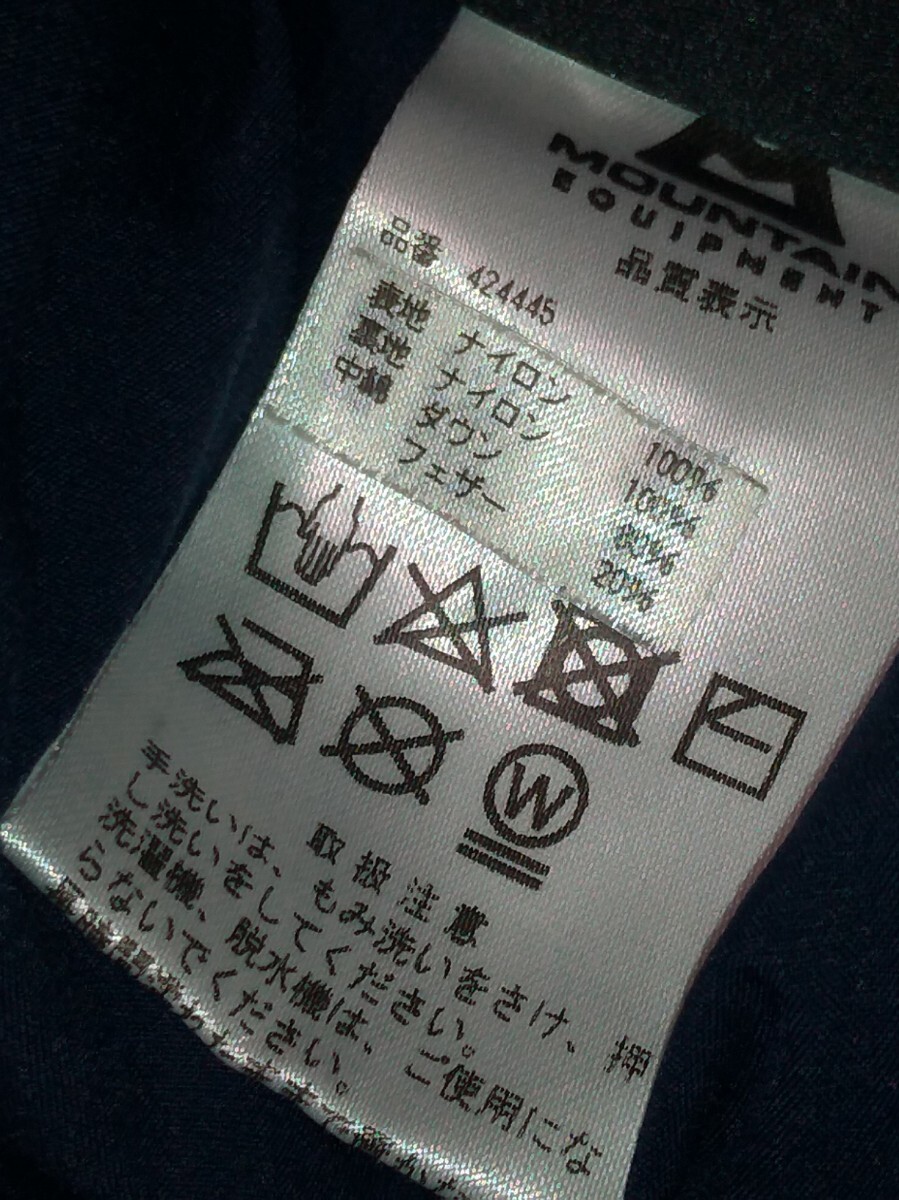 MOUNTAIN
EQUIPMENT
品質表示
品番 424445
表地 ナイロン 100%
裏地 ナイロン 100%
中綿 ダウン 80%
フェザー 20%
W
取扱注意
手洗いは、もみ洗いをさけ、押
し洗いをしてください。
洗濯機、脱水機は、ご使用にな
らないでください。